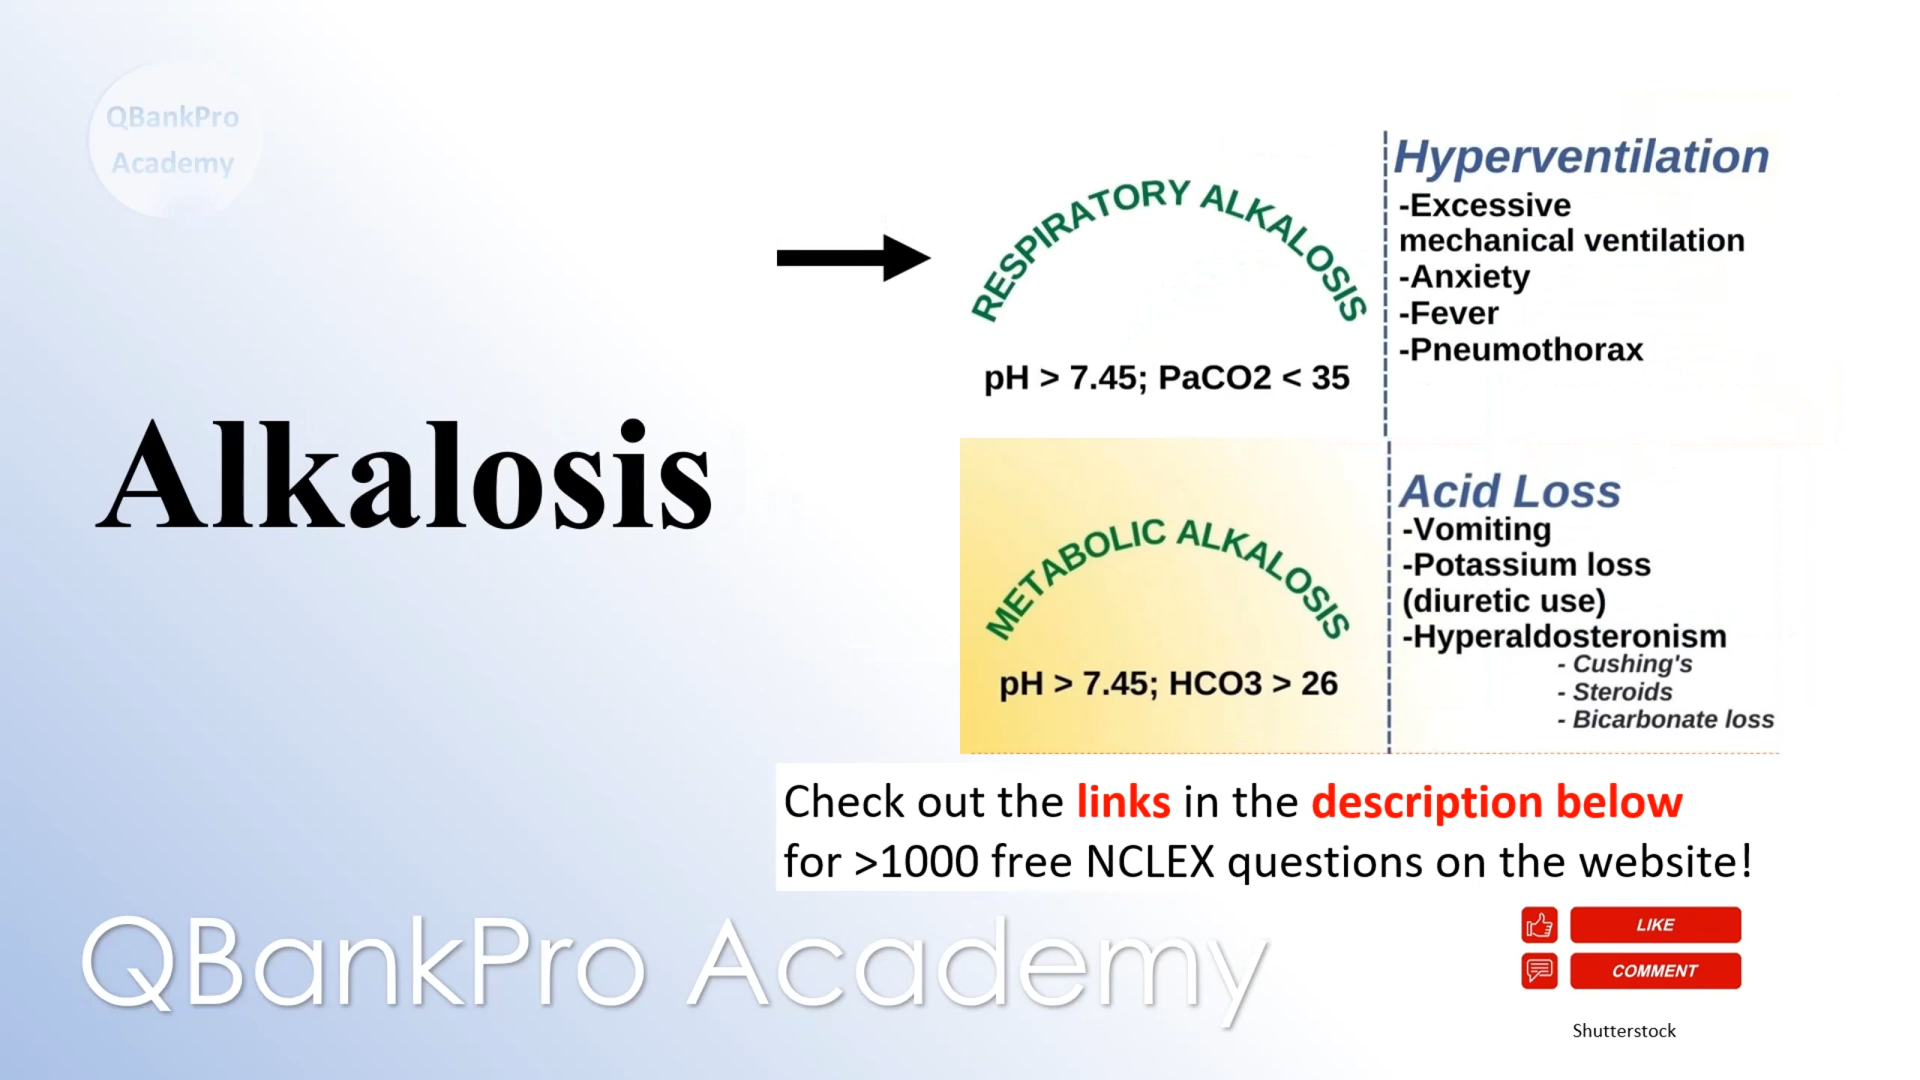 QBankPro
Academy
Alkalosis
RESPIRATORY ALKALOSIS
pH > 7.45; PaCO2 < 35
Hyperventilation
-Excessive
mechanical ventilation
-Anxiety
-Fever
-Pneumothorax
METABOLIC ALKALOSIS
pH > 7.45; HCO3 > 26
Acid Loss
-Vomiting
-Potassium loss
(diuretic use)
-Hyperaldosteronism
- Cushing's
- Steroids
- Bicarbonate loss
Check out the links in the description below
for >1000 free NCLEX questions on the website!
QBankPro Academy
LIKE
COMMENT
Shutterstock